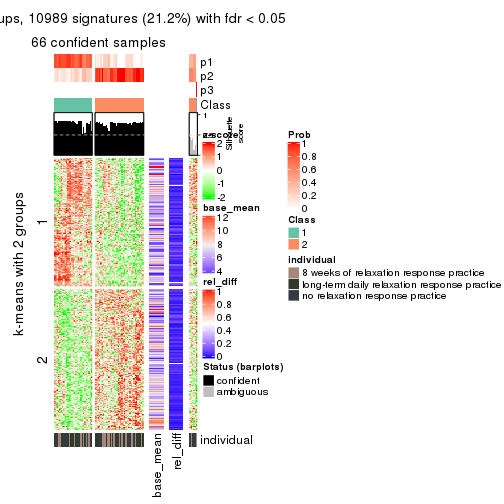 ups, 10989 signatures (21.2%) with fdr < 0.05
66 confident samples
p1
p2
p3
Class
1
Silhouette
score
k-means with 2 groups
1
2
individual
base_mean
rel_diff
z-score
2
1
0
-1
-2
base_mean
12
10
8
6
4
rel_diff
1
0.8
0.6
0.4
0.2
0
Status (barplots)
confident
ambiguous
Prob
1
0.8
0.6
0.4
0.2
0
Class
1
2
individual
8 weeks of relaxation response practice
long-term daily relaxation response practice
no relaxation response practice